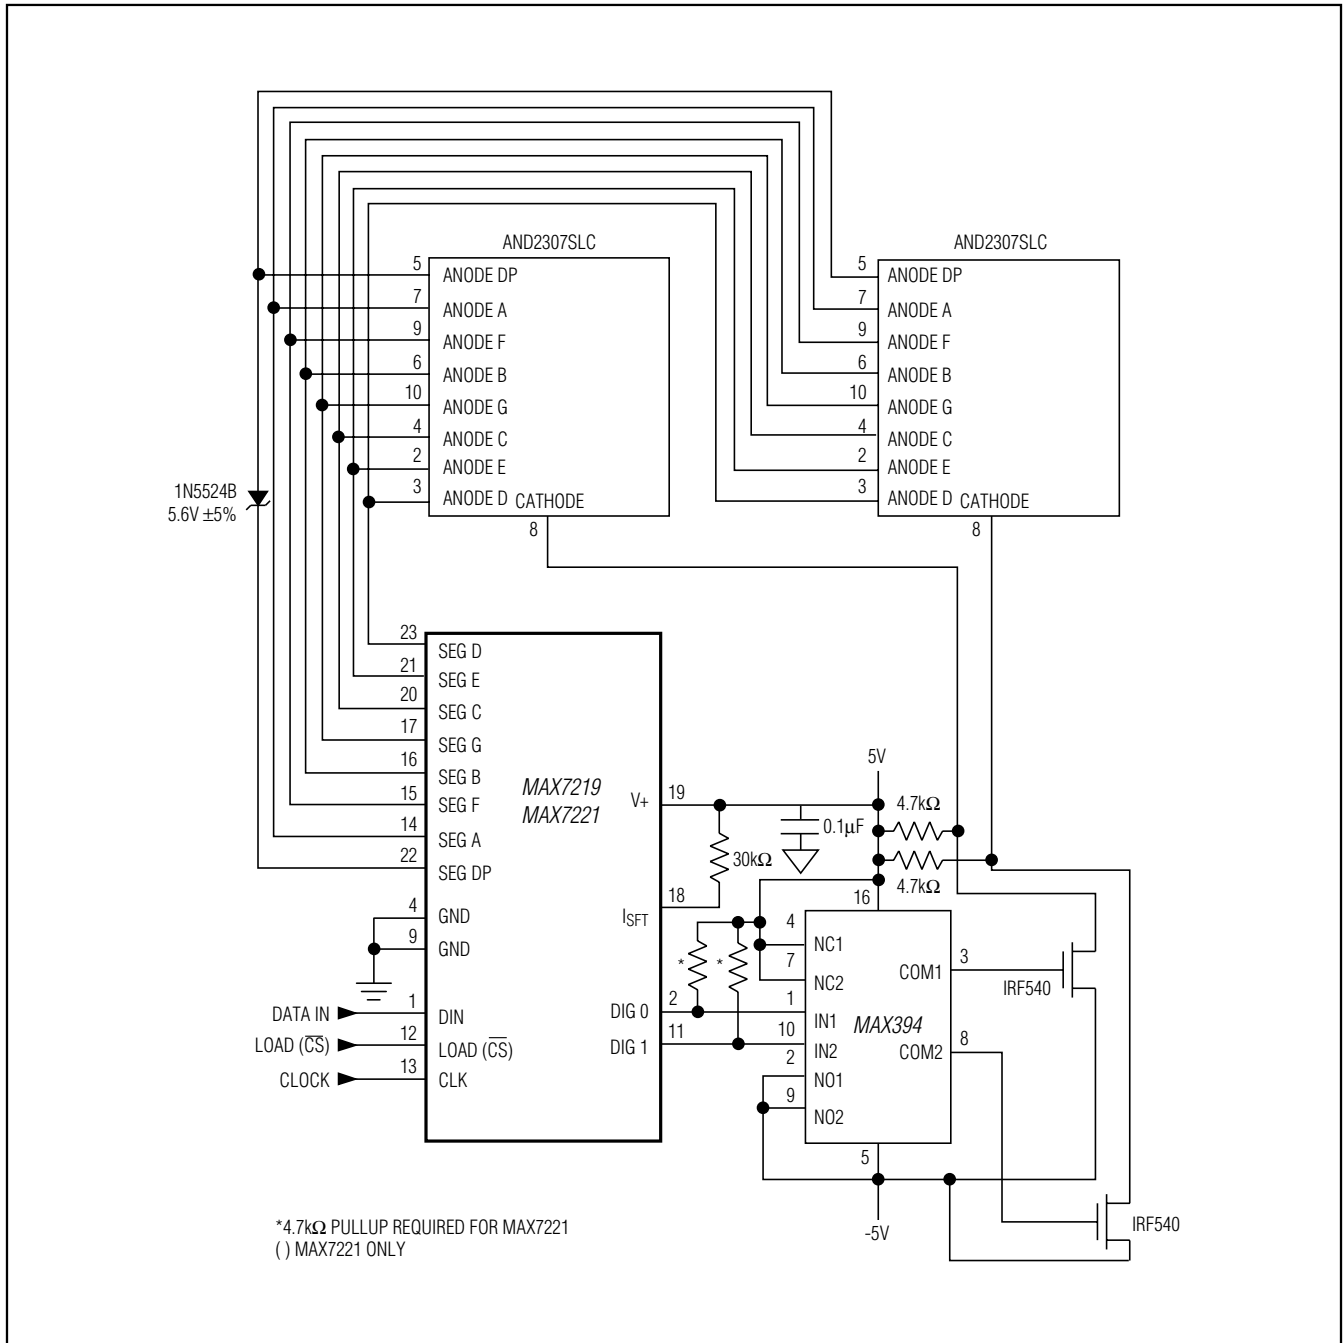 AND2307SLC
5
ANODE DP
7
ANODE A
9
ANODE F
6
ANODE B
10
ANODE G
4
ANODE C
2
ANODE E
3
ANODE D
CATHODE
8
AND2307SLC
5
ANODE DP
7
ANODE A
9
ANODE F
6
ANODE B
10
ANODE G
4
ANODE C
2
ANODE E
3
ANODE D
CATHODE
8
1N5524B
5.6V ±5%
23
SEG D
21
SEG E
20
SEG C
17
SEG G
16
SEG B
15
SEG F
14
SEG A
22
SEG DP
4
GND
9
GND
DATA IN
1
DIN
LOAD (C̅S̅)
12
LOAD (C̅S̅)
CLOCK
13
CLK
MAX7219
MAX7221
V+
19
ISFT
18
DIG 0
2
DIG 1
11
30kΩ
0.1µF
5V
4.7kΩ
4.7kΩ
*
*
16
4
NC1
7
NC2
1
IN1
10
IN2
2
NO1
9
NO2
MAX394
COM1
3
COM2
8
5
-5V
IRF540
IRF540
*4.7kΩ PULLUP REQUIRED FOR MAX7221
( ) MAX7221 ONLY